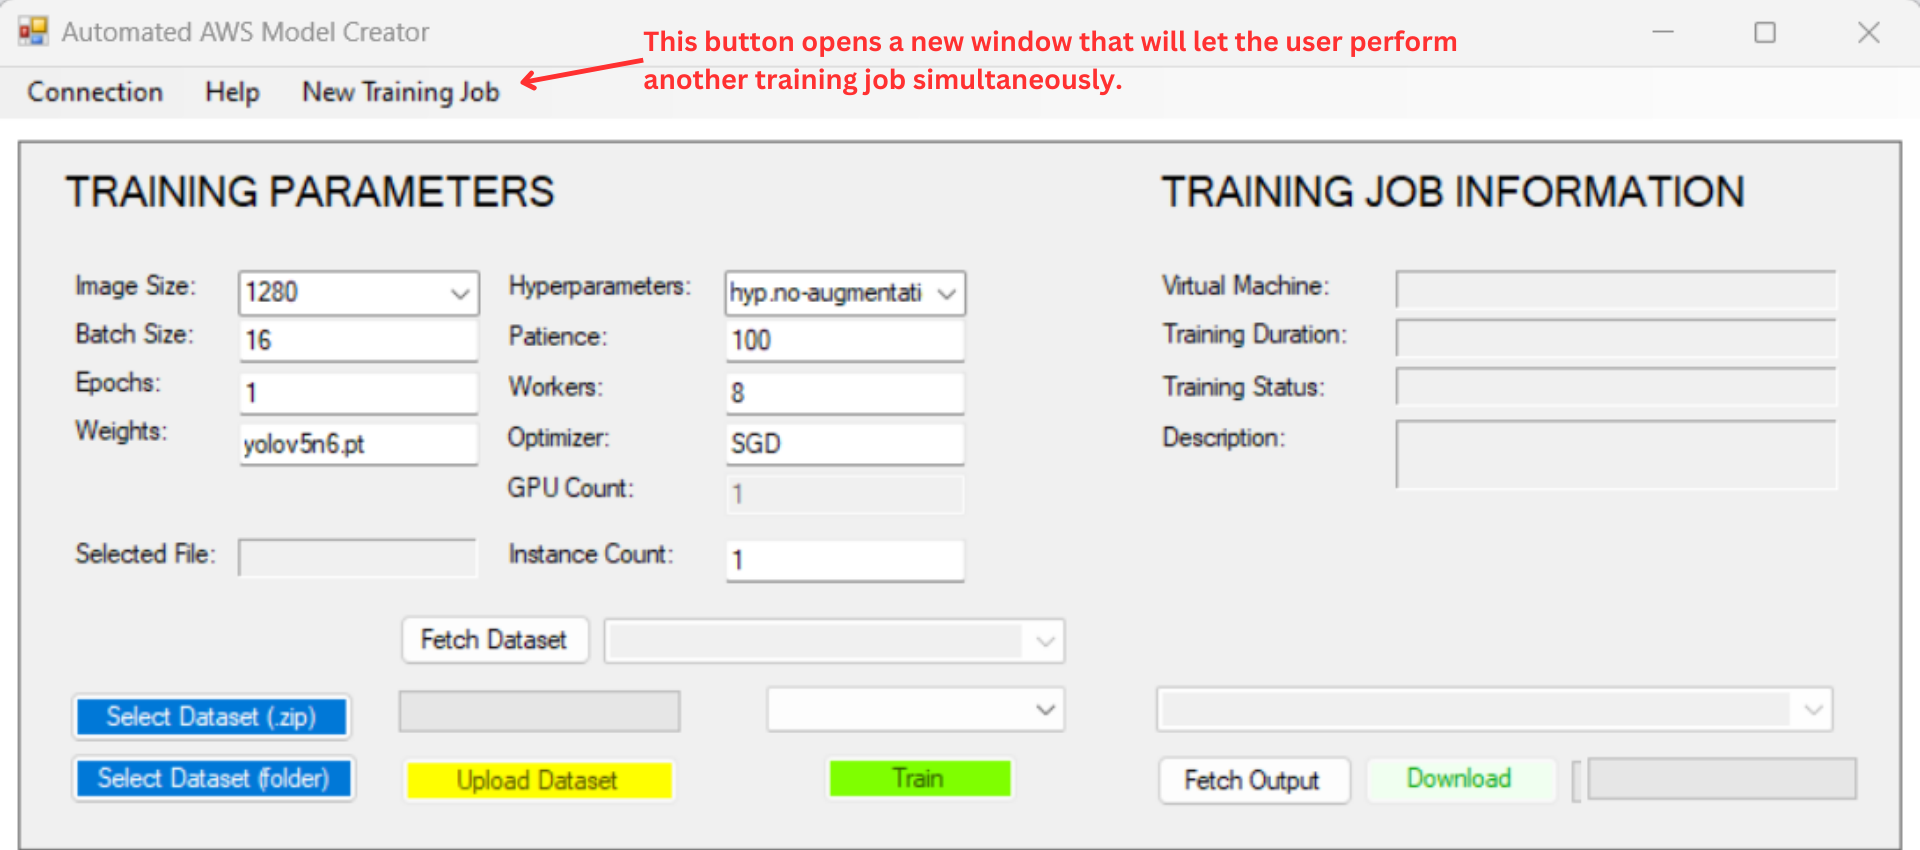 Automated AWS Model Creator
This button opens a new window that will let the user perform
another training job simultaneously.
Connection Help New Training Job
TRAINING PARAMETERS
Image Size: 1280
Batch Size: 16
Epochs: 1
Weights: yolov5n6.pt
Selected File:
Hyperparameters: hyp.no-augmentati
Patience: 100
Workers: 8
Optimizer: SGD
GPU Count: 1
Instance Count: 1
Fetch Dataset
Select Dataset (.zip)
Select Dataset (folder)
Upload Dataset
Train
TRAINING JOB INFORMATION
Virtual Machine:
Training Duration:
Training Status:
Description:
Fetch Output
Download